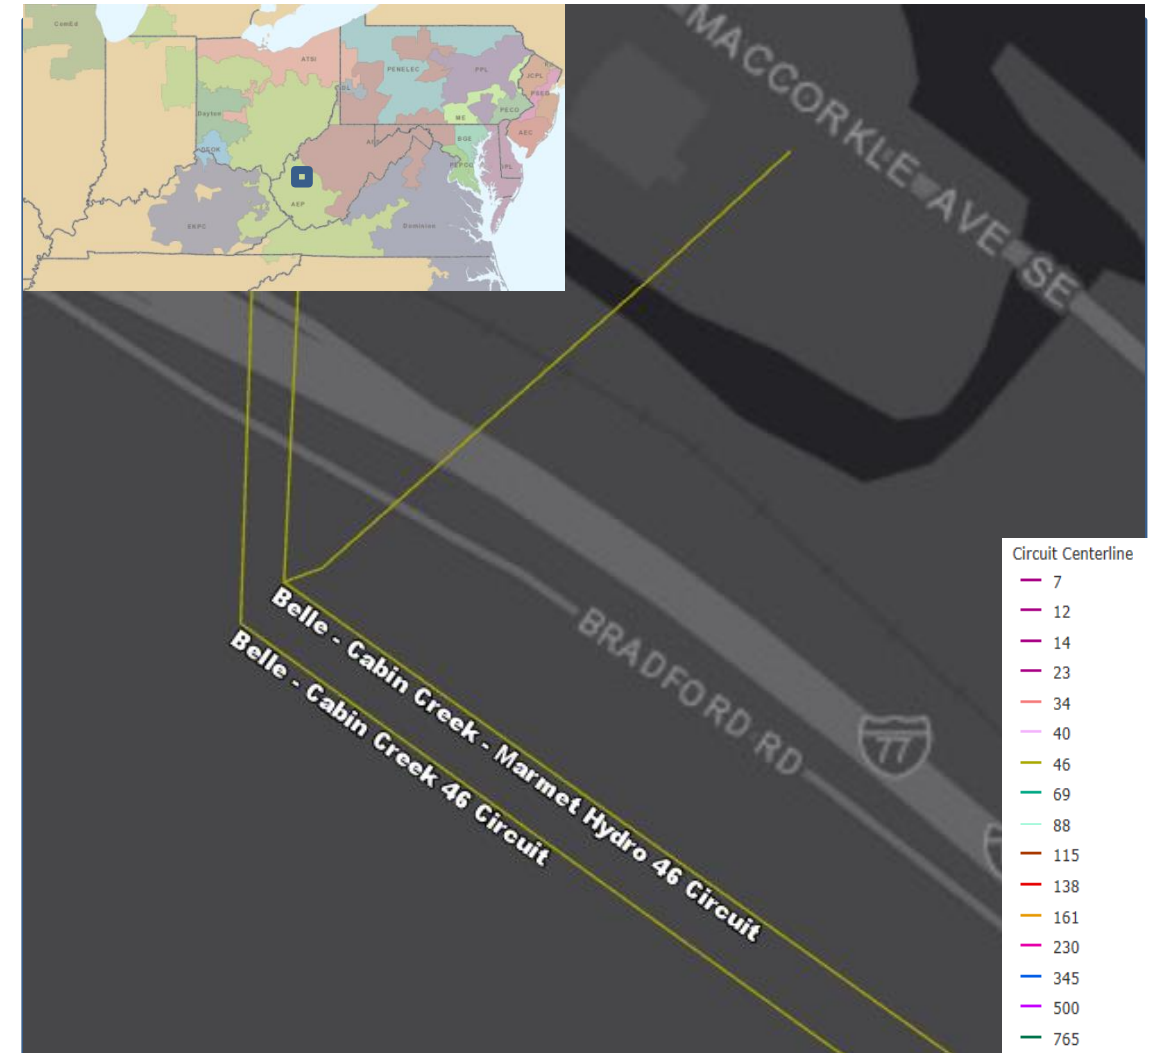 ComEd
ATSI
PENELEC
PPL
JCPL
PSEG
Dayton
ME
PECO
DEOK
BGE
AEC
PEPCO
AEP
EKPC
Dominion
MACCORKLE AVE SE
BRADFORD RD
77
Belle - Cabin Creek - Marmet Hydro 46 Circuit
Belle - Cabin Creek 46 Circuit
Circuit Centerline
7
12
14
23
34
40
46
69
88
115
138
161
230
345
500
765